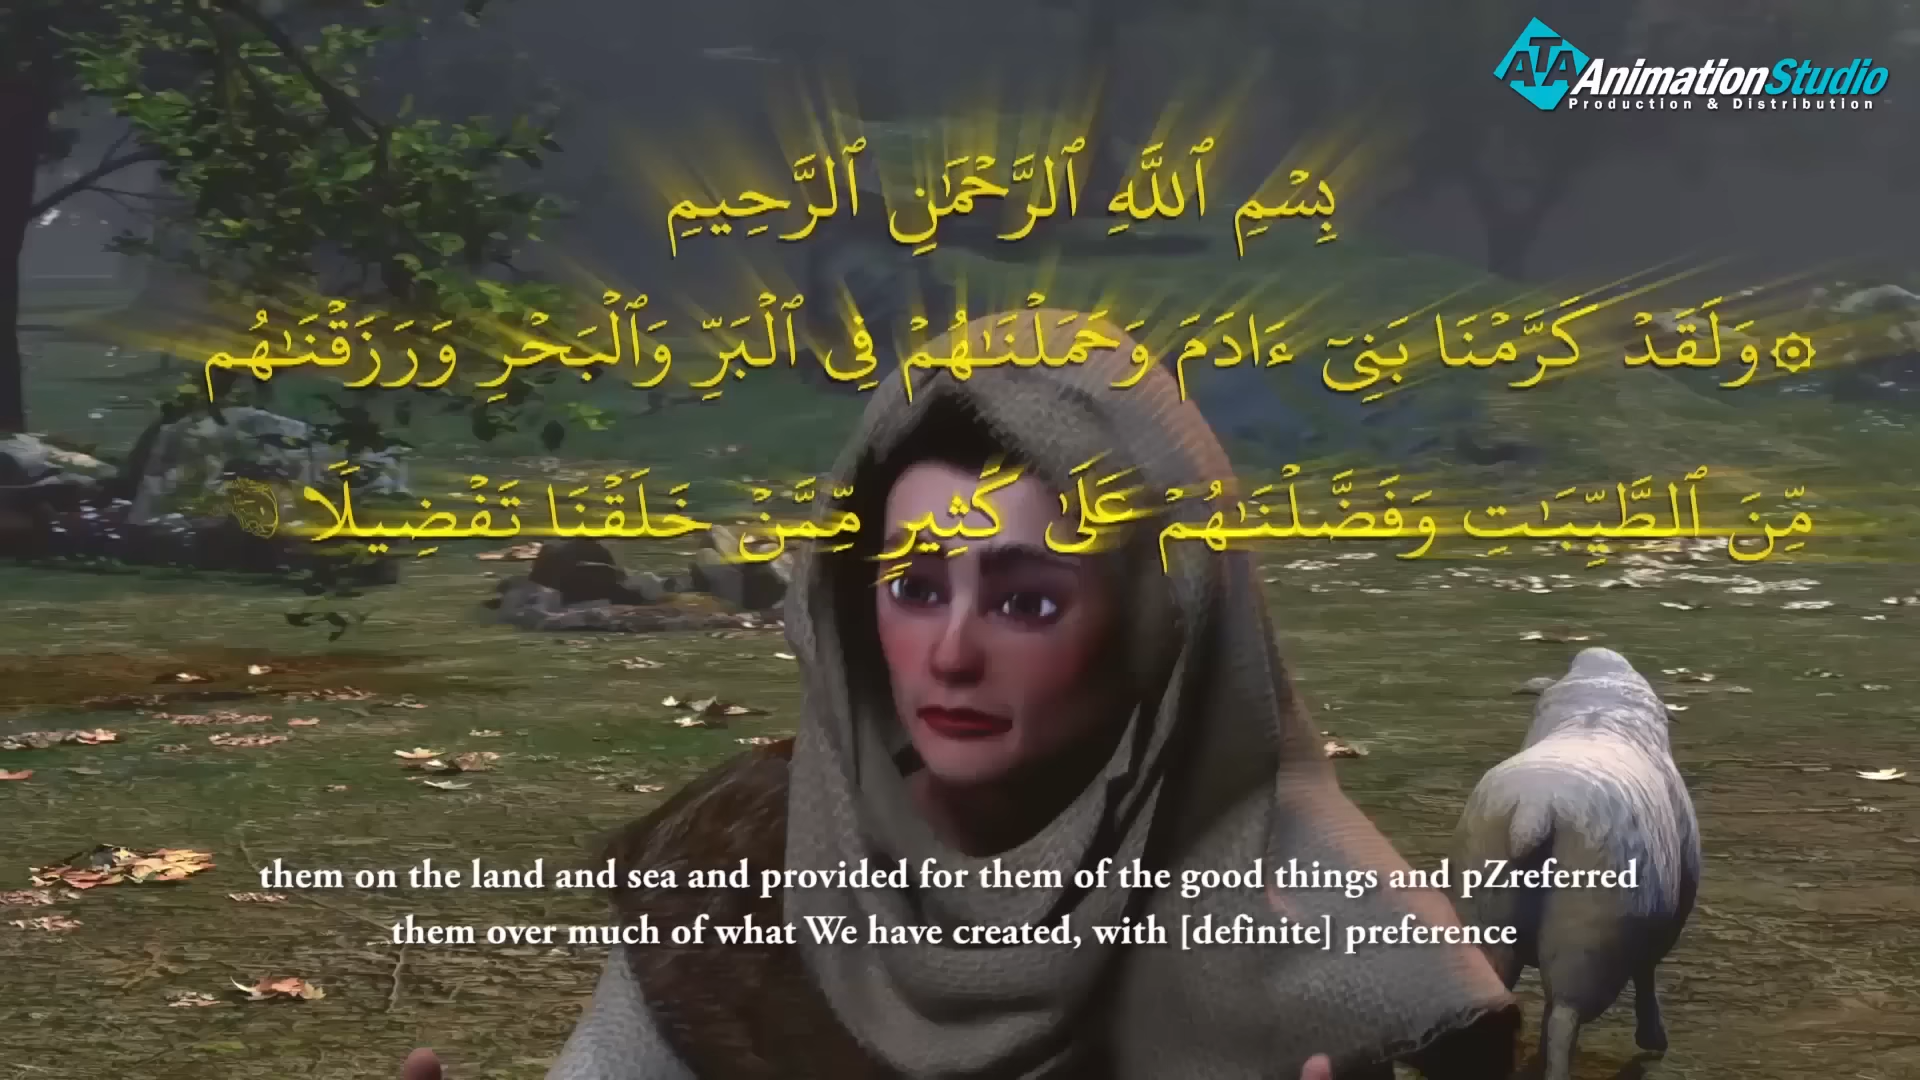 ATA AnimationStudio
Production & Distribution
بِسْمِ ٱللَّهِ ٱلرَّحْمَٰنِ ٱلرَّحِيمِ
۞ وَلَقَدْ كَرَّمْنَا بَنِىٓ ءَادَمَ وَحَمَلْنَٰهُمْ فِى ٱلْبَرِّ وَٱلْبَحْرِ وَرَزَقْنَٰهُم
مِّنَ ٱلطَّيِّبَٰتِ وَفَضَّلْنَٰهُمْ عَلَىٰ كَثِيرٍ مِّمَّنْ خَلَقْنَا تَفْضِيلًا
them on the land and sea and provided for them of the good things and pZreferred
them over much of what We have created, with [definite] preference